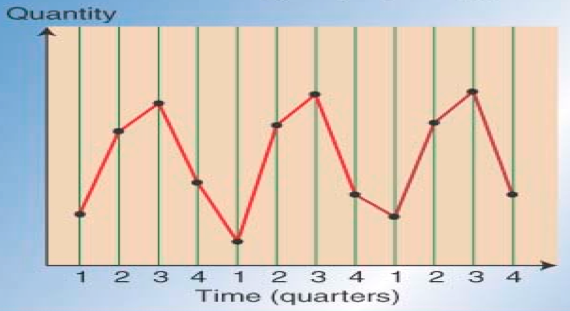 Quantity
1 2 3 4 1 2 3 4 1 2 3 4
Time (quarters)